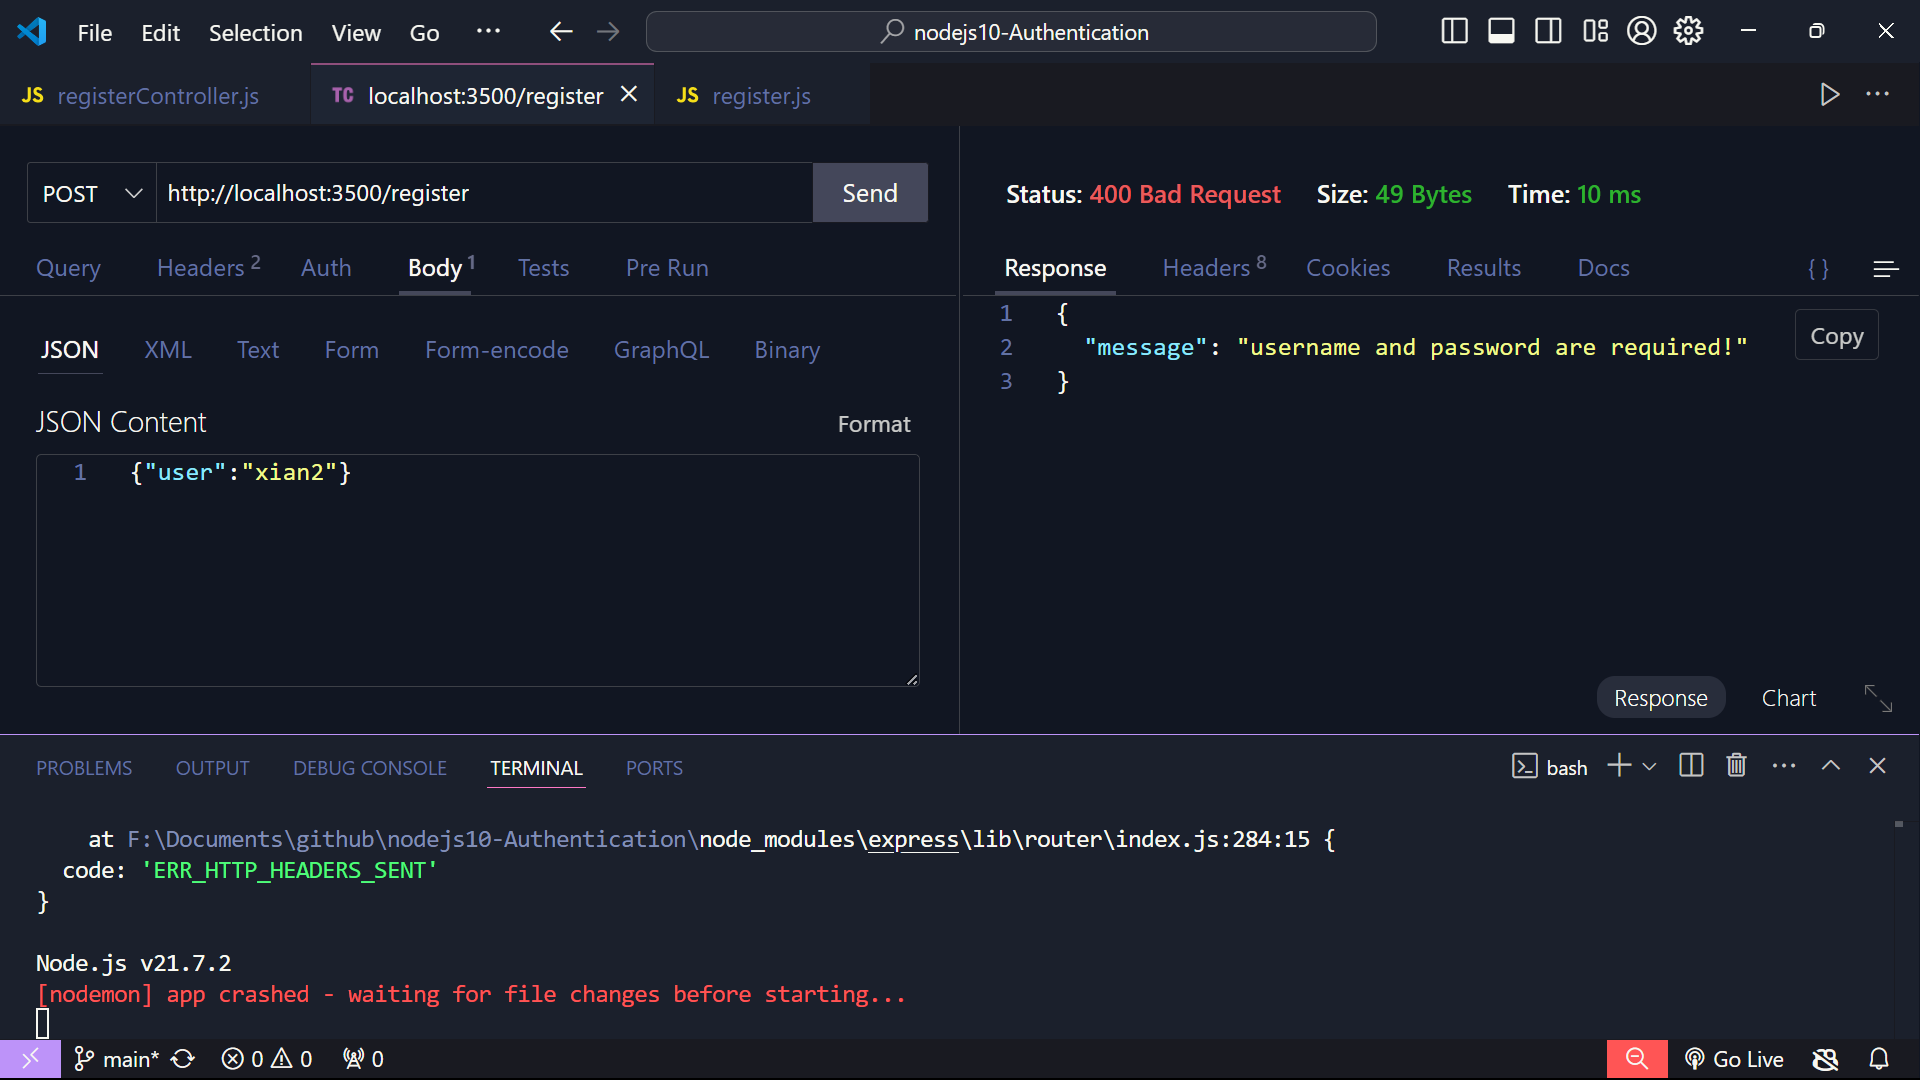 File Edit Selection View Go ··· nodejs10-Authentication
JS registerController.js TC localhost:3500/register JS register.js
POST http://localhost:3500/register Send
Status: 400 Bad Request Size: 49 Bytes Time: 10 ms
Query Headers 2 Auth Body 1 Tests Pre Run
Response Headers 8 Cookies Results Docs {}
JSON XML Text Form Form-encode GraphQL Binary
JSON Content Format
1 {"user":"xian2"}
1 {
2 "message": "username and password are required!"
3 }
Copy
Response Chart
PROBLEMS OUTPUT DEBUG CONSOLE TERMINAL PORTS bash
at F:\Documents\github\nodejs10-Authentication\node_modules\express\lib\router\index.js:284:15 {
code: 'ERR_HTTP_HEADERS_SENT'
}
Node.js v21.7.2
[nodemon] app crashed - waiting for file changes before starting...
main* 0 0 0 Go Live